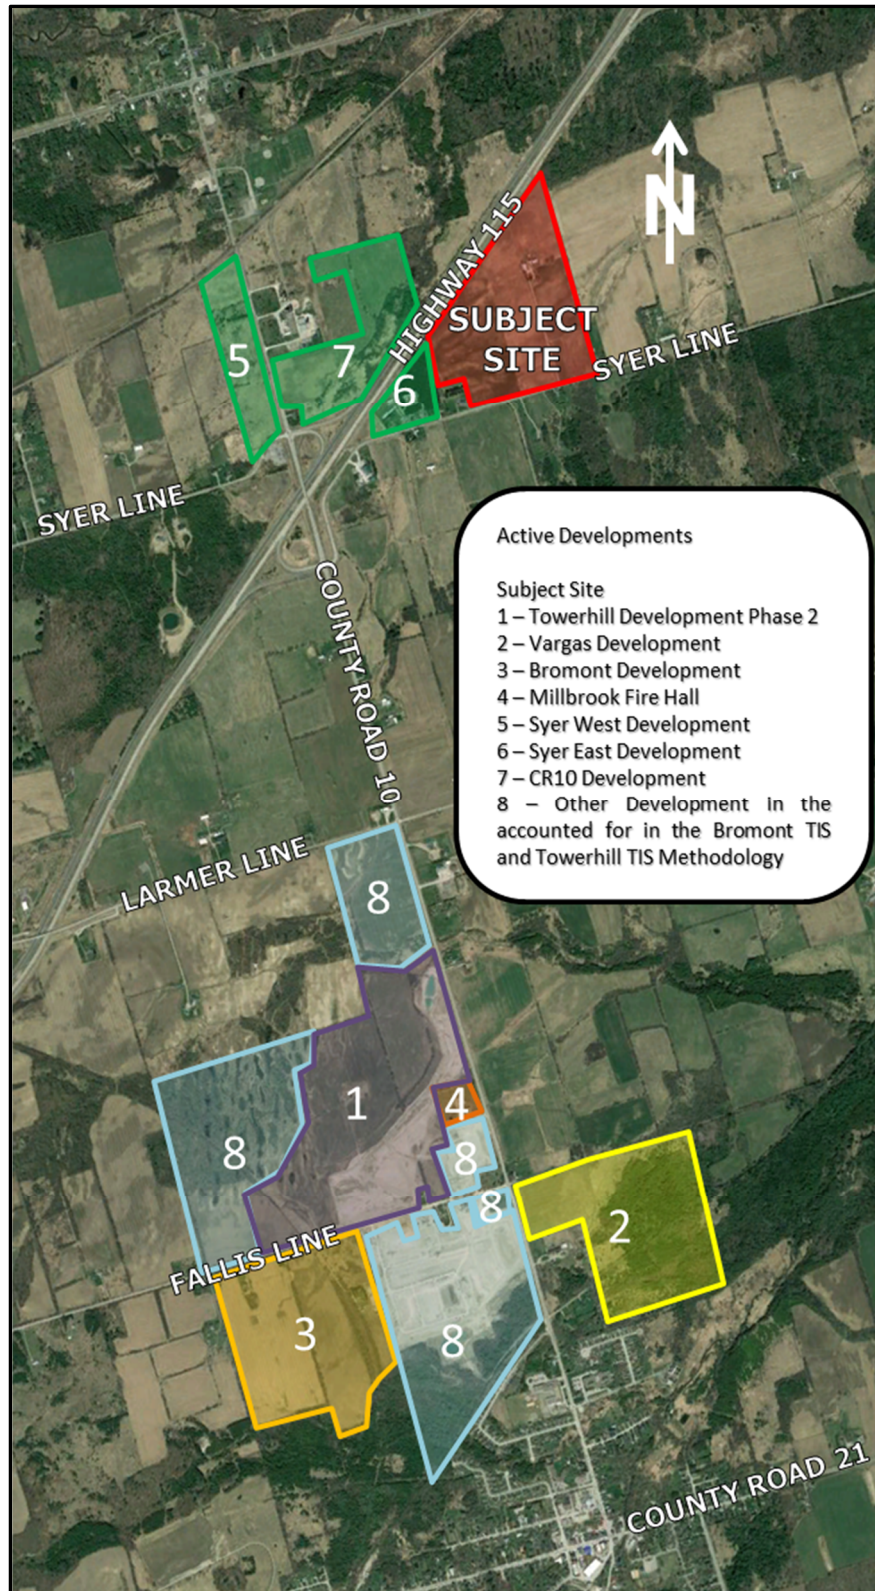 N
HIGHWAY 115
SUBJECT
SITE
SYER LINE
5
7
6
SYER LINE
COUNTY ROAD 10
Active Developments
Subject Site
1 – Towerhill Development Phase 2
2 – Vargas Development
3 – Bromont Development
4 – Millbrook Fire Hall
5 – Syer West Development
6 – Syer East Development
7 – CR10 Development
8 – Other Development In the
accounted for in the Bromont TIS
and Towerhill TIS Methodology
LARMER LINE
8
1
4
8
8
8
2
FALLIS LINE
3
8
COUNTY ROAD 21